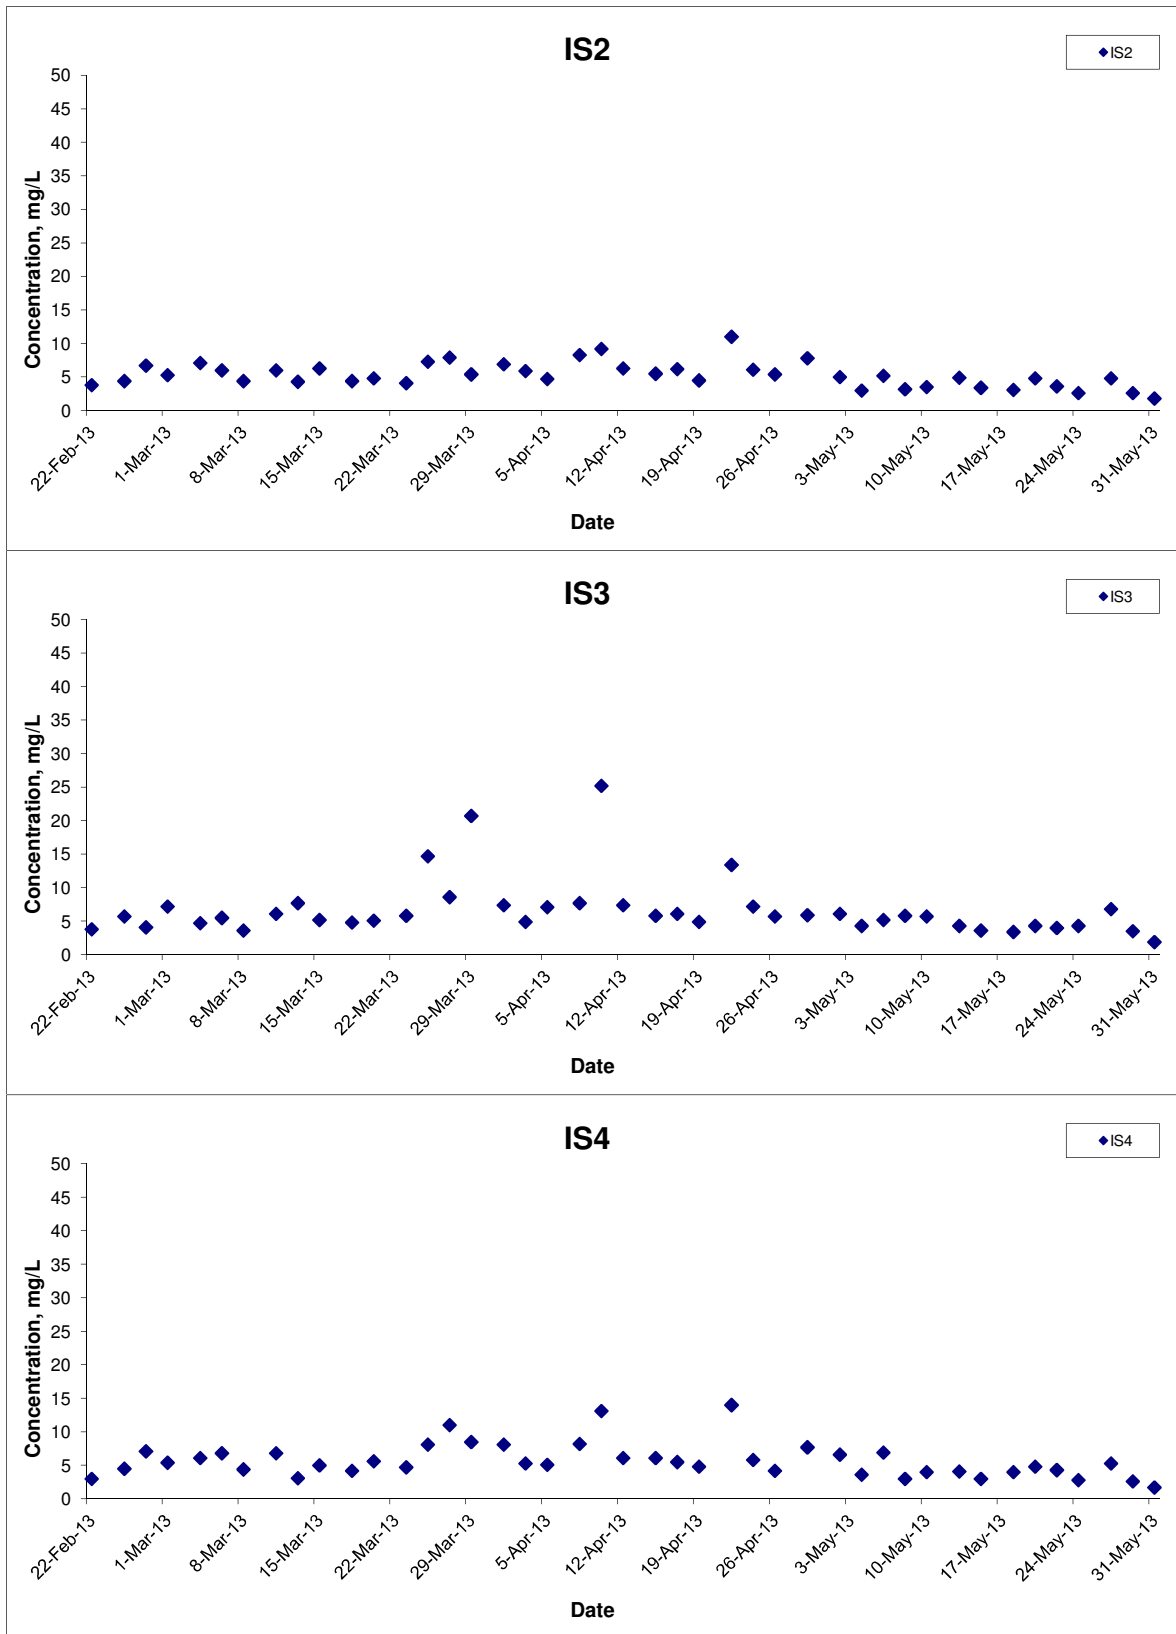 IS2
IS2
Concentration, mg/L
50
45
40
35
30
25
20
15
10
5
0
22-Feb-13
1-Mar-13
8-Mar-13
15-Mar-13
22-Mar-13
29-Mar-13
5-Apr-13
12-Apr-13
19-Apr-13
26-Apr-13
3-May-13
10-May-13
17-May-13
24-May-13
31-May-13
Date
IS3
IS3
Concentration, mg/L
50
45
40
35
30
25
20
15
10
5
0
22-Feb-13
1-Mar-13
8-Mar-13
15-Mar-13
22-Mar-13
29-Mar-13
5-Apr-13
12-Apr-13
19-Apr-13
26-Apr-13
3-May-13
10-May-13
17-May-13
24-May-13
31-May-13
Date
IS4
IS4
Concentration, mg/L
50
45
40
35
30
25
20
15
10
5
0
22-Feb-13
1-Mar-13
8-Mar-13
15-Mar-13
22-Mar-13
29-Mar-13
5-Apr-13
12-Apr-13
19-Apr-13
26-Apr-13
3-May-13
10-May-13
17-May-13
24-May-13
31-May-13
Date